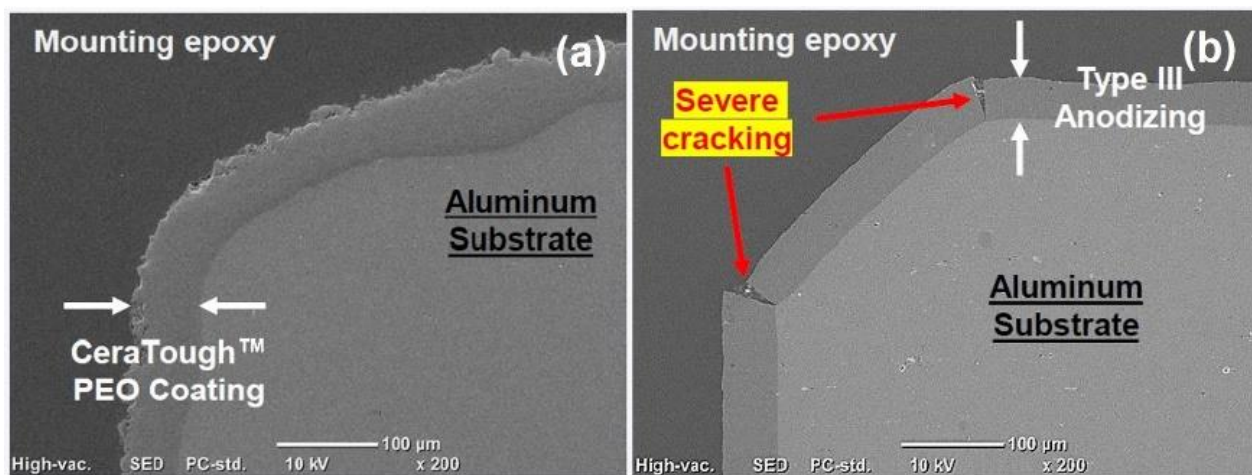 Mounting epoxy
(a)
Aluminum
Substrate
CeraTough™
PEO Coating
100 μm
High-vac. SED PC-std. 10 kV x 200
Mounting epoxy
(b)
Severe
cracking
Type III
Anodizing
Aluminum
Substrate
100 μm
High-vac. SED PC-std. 10 kV x 200